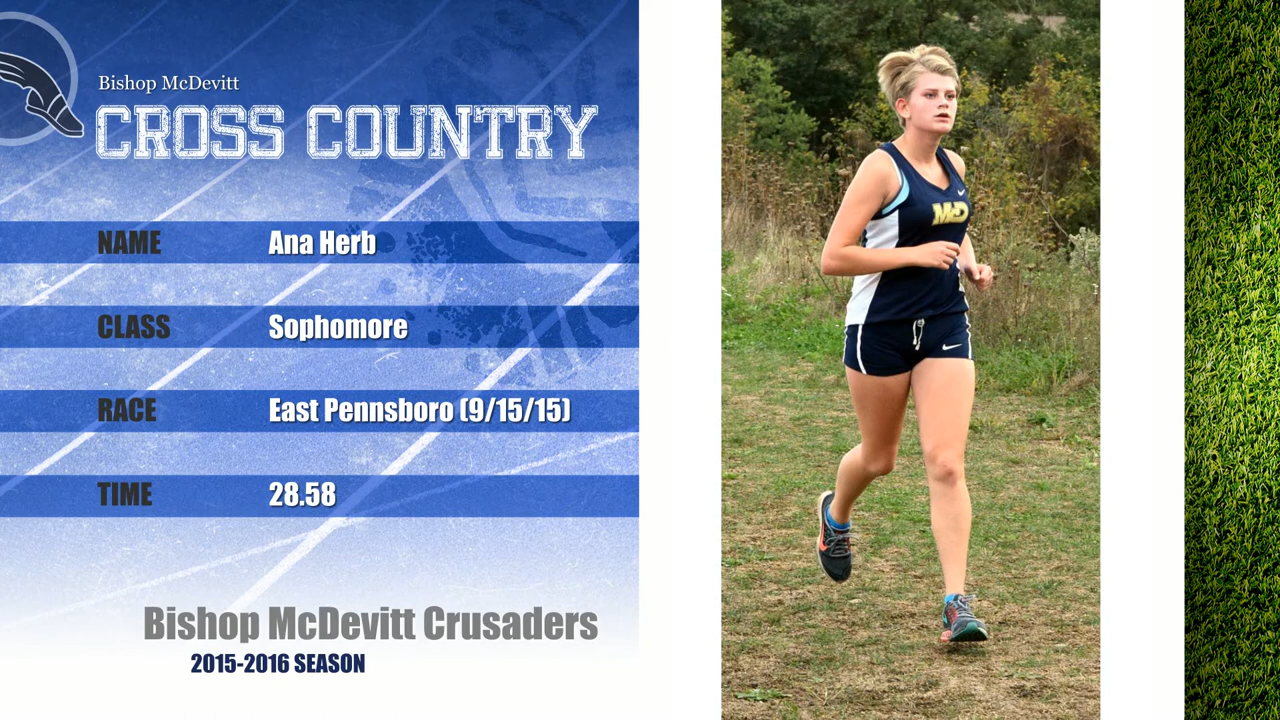 Bishop McDevitt
CROSS COUNTRY
NAME Ana Herb
CLASS Sophomore
RACE East Pennsboro (9/15/15)
TIME 28.58
Bishop McDevitt Crusaders
2015-2016 SEASON
McD